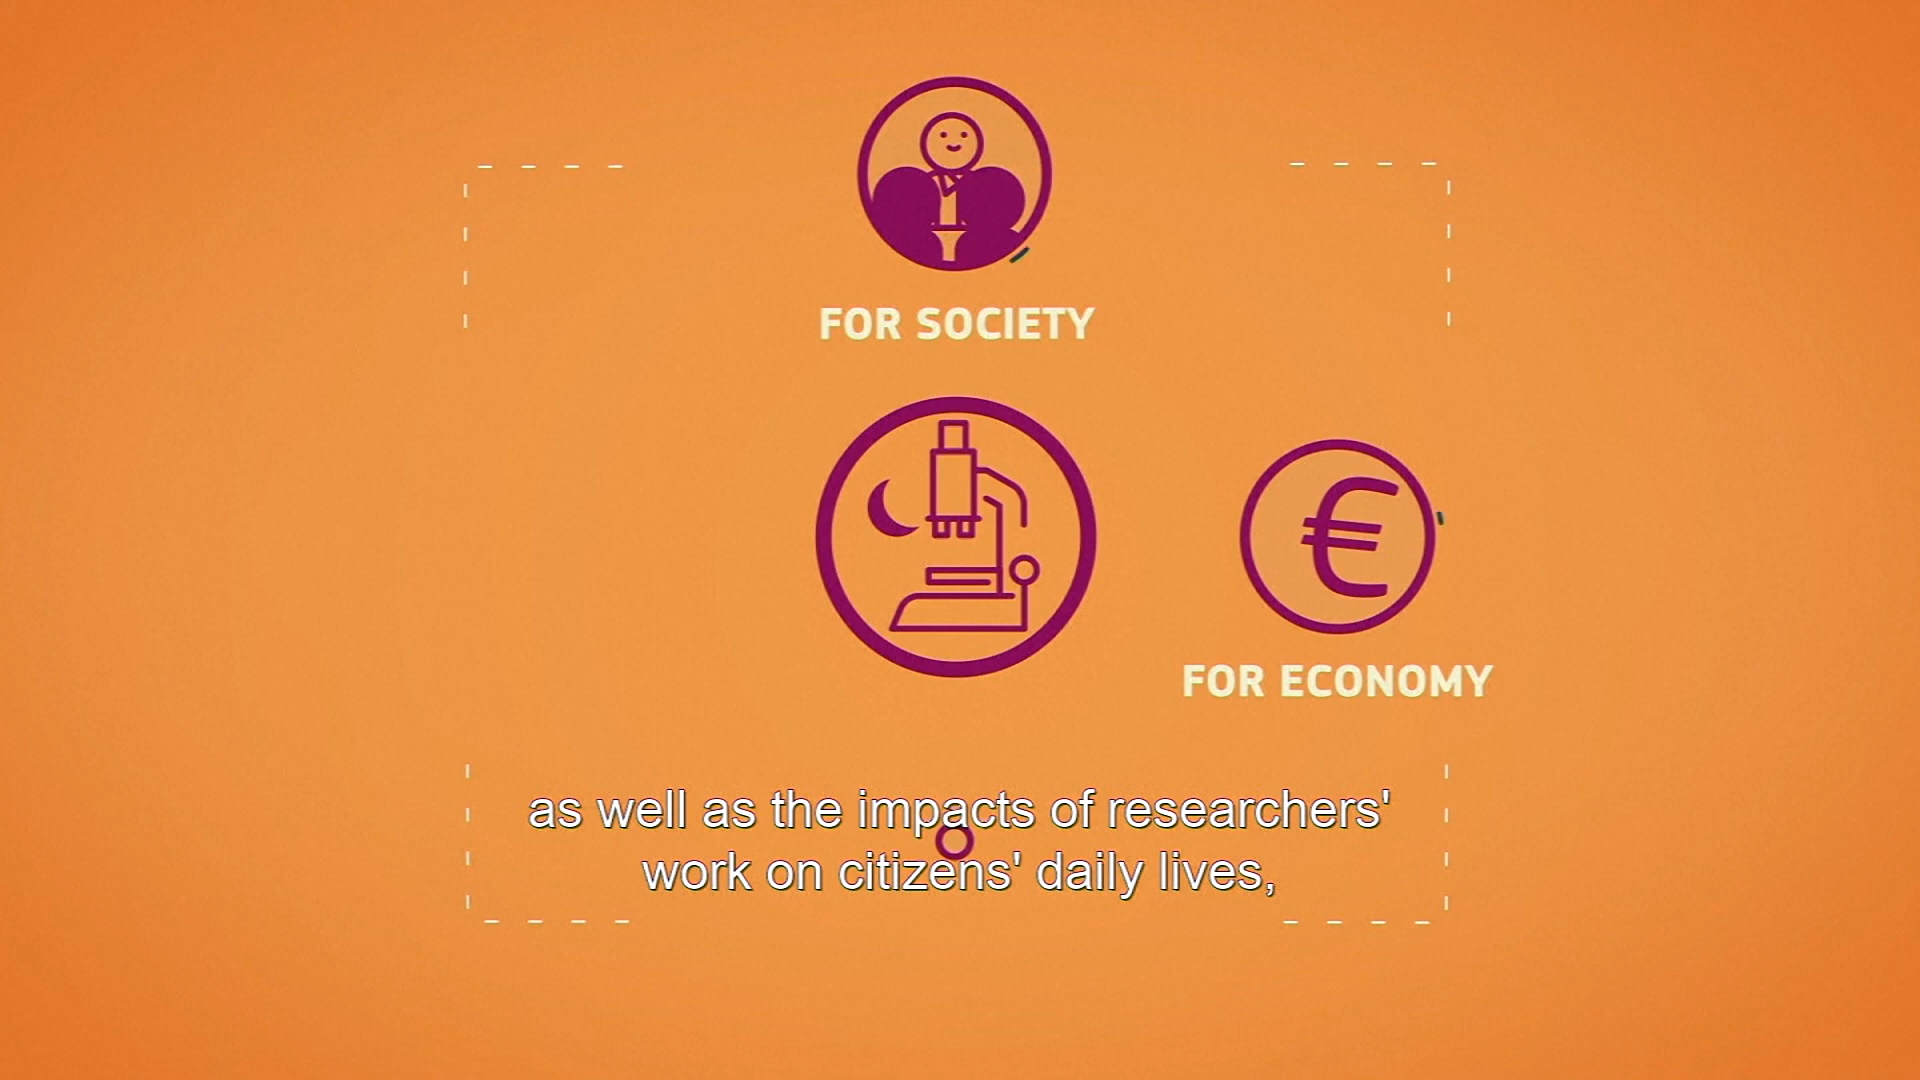 FOR SOCIETY
€
FOR ECONOMY
as well as the impacts of researchers'
work on citizens' daily lives,